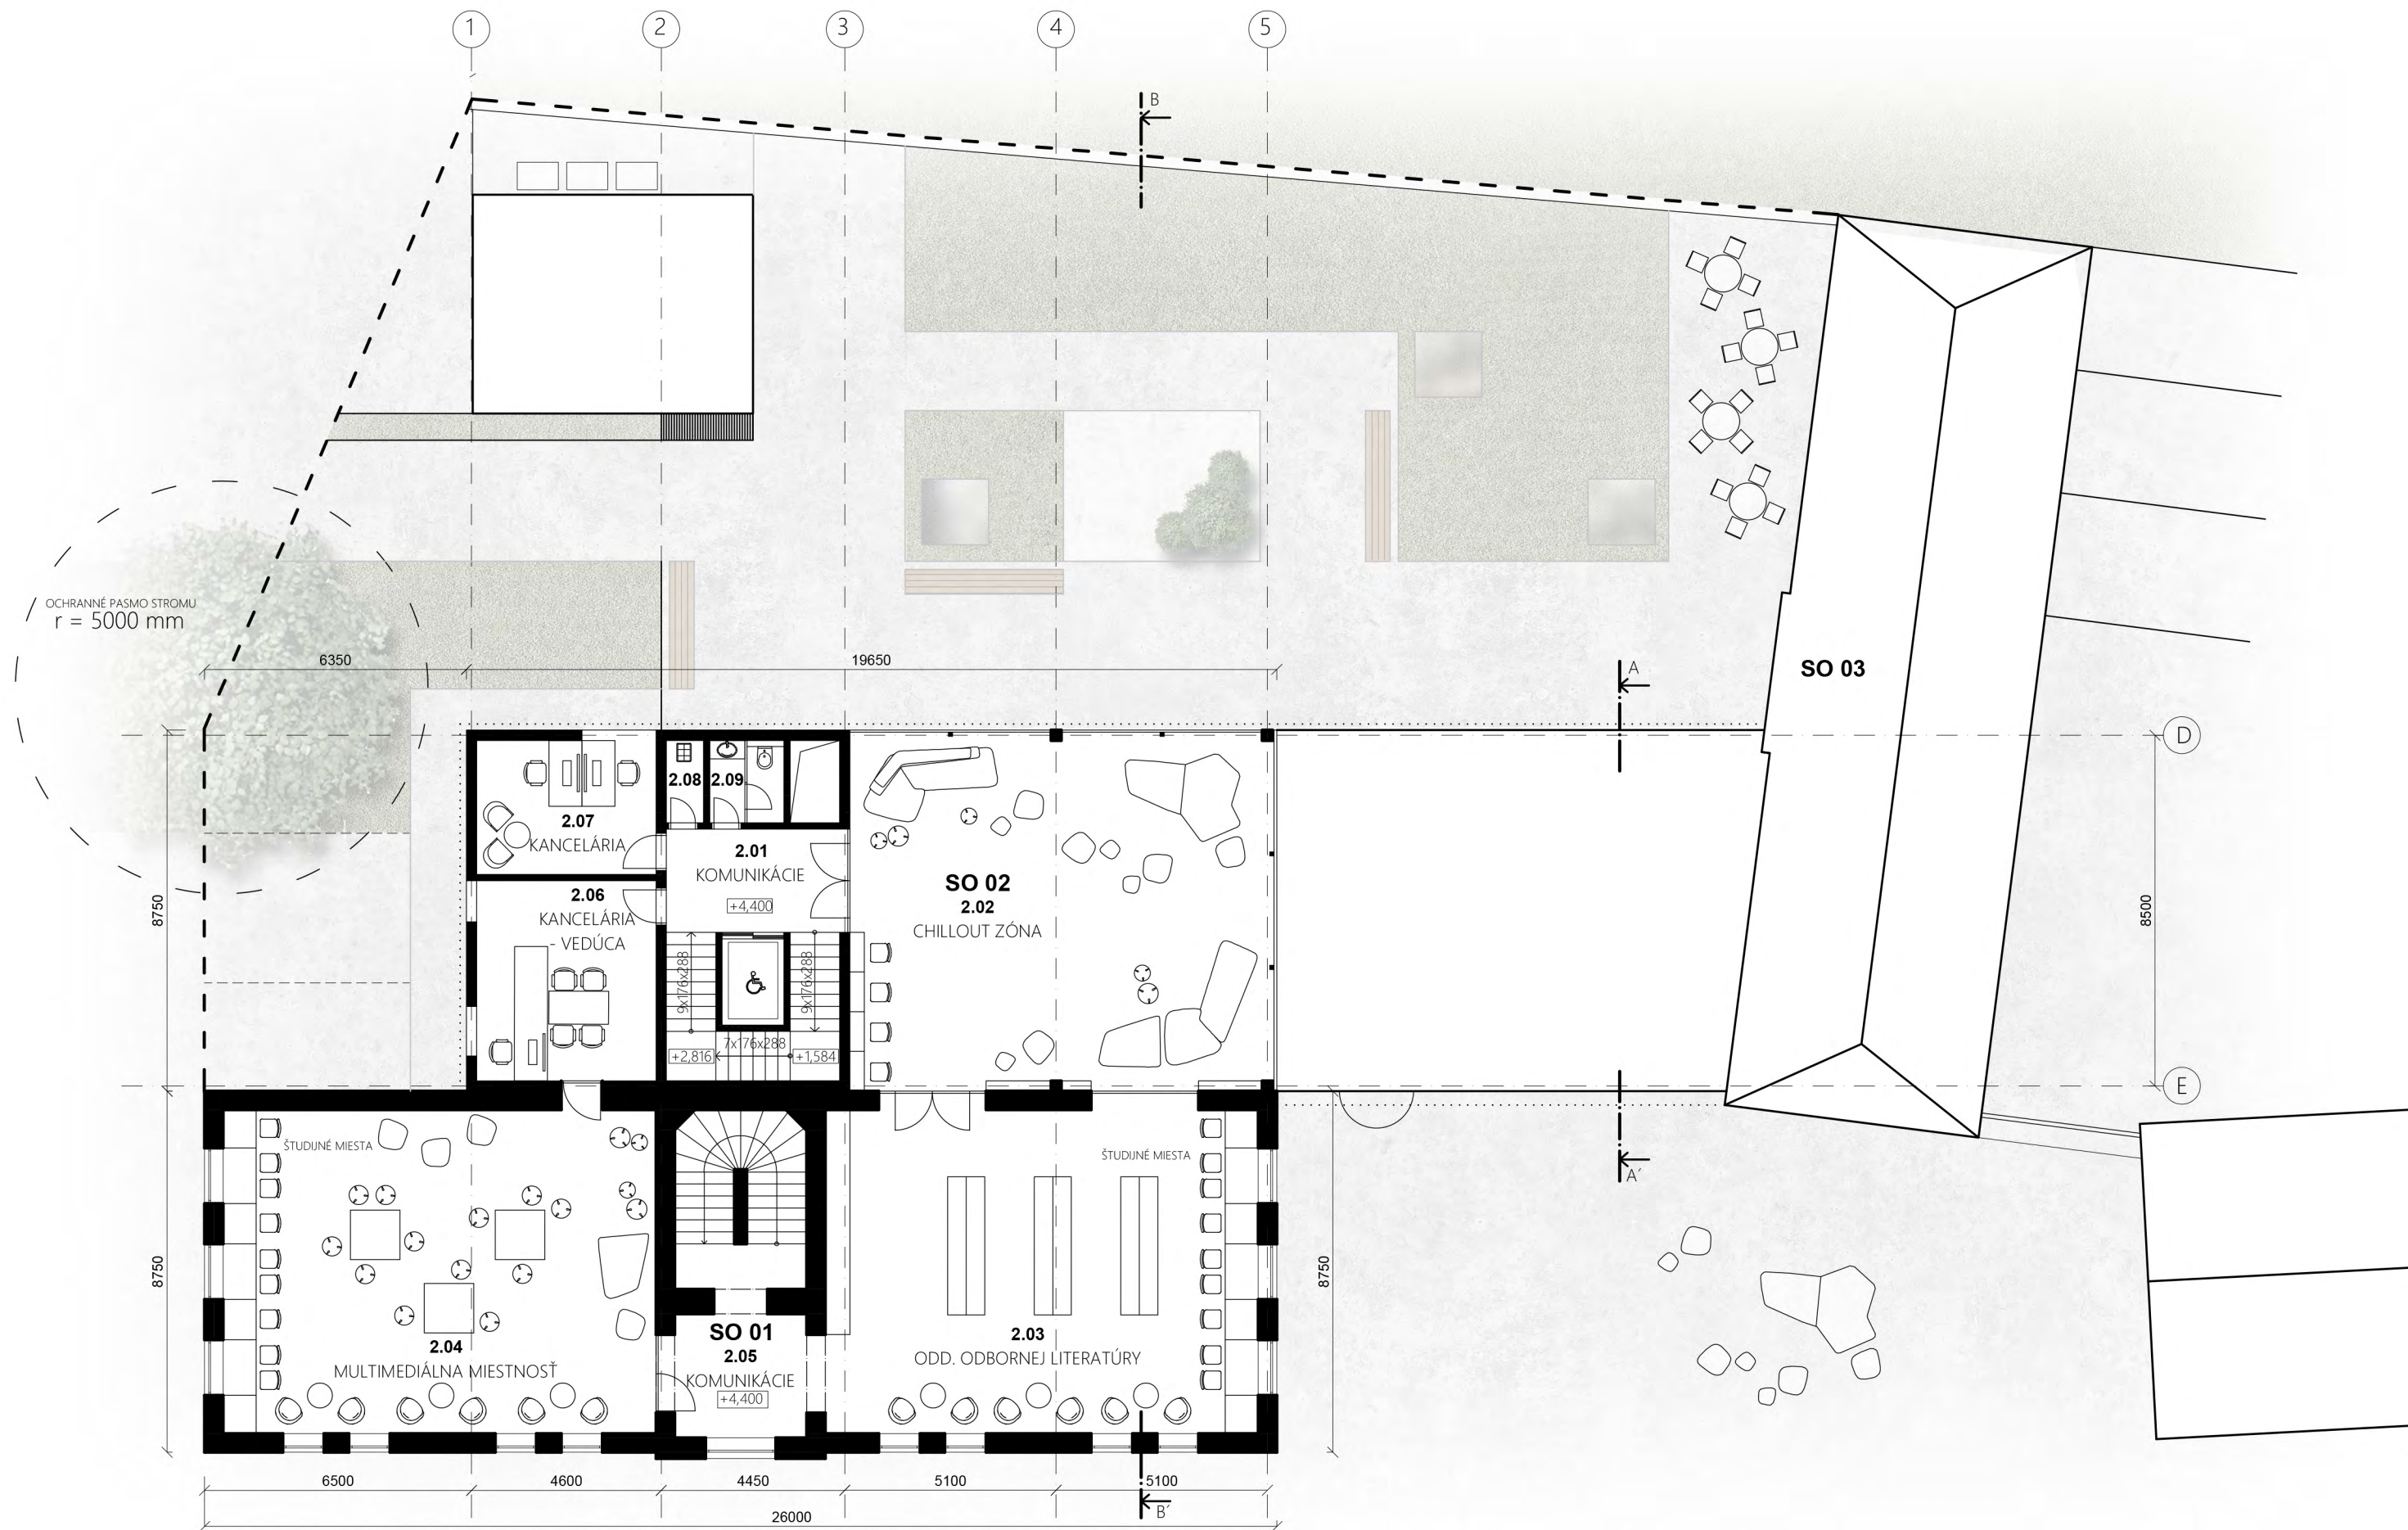 1
2
3
4
5
B
OCHRANNÉ PASMO STROMU
r = 5000 mm
6350
19650
A
SO 03
D
2.08
2.09
2.07
KANCELÁRIA
2.01
KOMUNIKÁCIE
+4,400
SO 02
2.02
CHILLOUT ZÓNA
2.06
KANCELÁRIA
- VEDÚCA
8750
8500
9x176x288
9x176x288
7x176x288
+2,816
+1,584
E
ŠTUDIJNÉ MIESTA
ŠTUDIJNÉ MIESTA
A´
8750
8750
SO 01
2.05
KOMUNIKÁCIE
+4,400
2.04
MULTIMEDIÁLNA MIESTNOSŤ
2.03
ODD. ODBORNEJ LITERATÚRY
6500
4600
4450
5100
5100
B´
26000